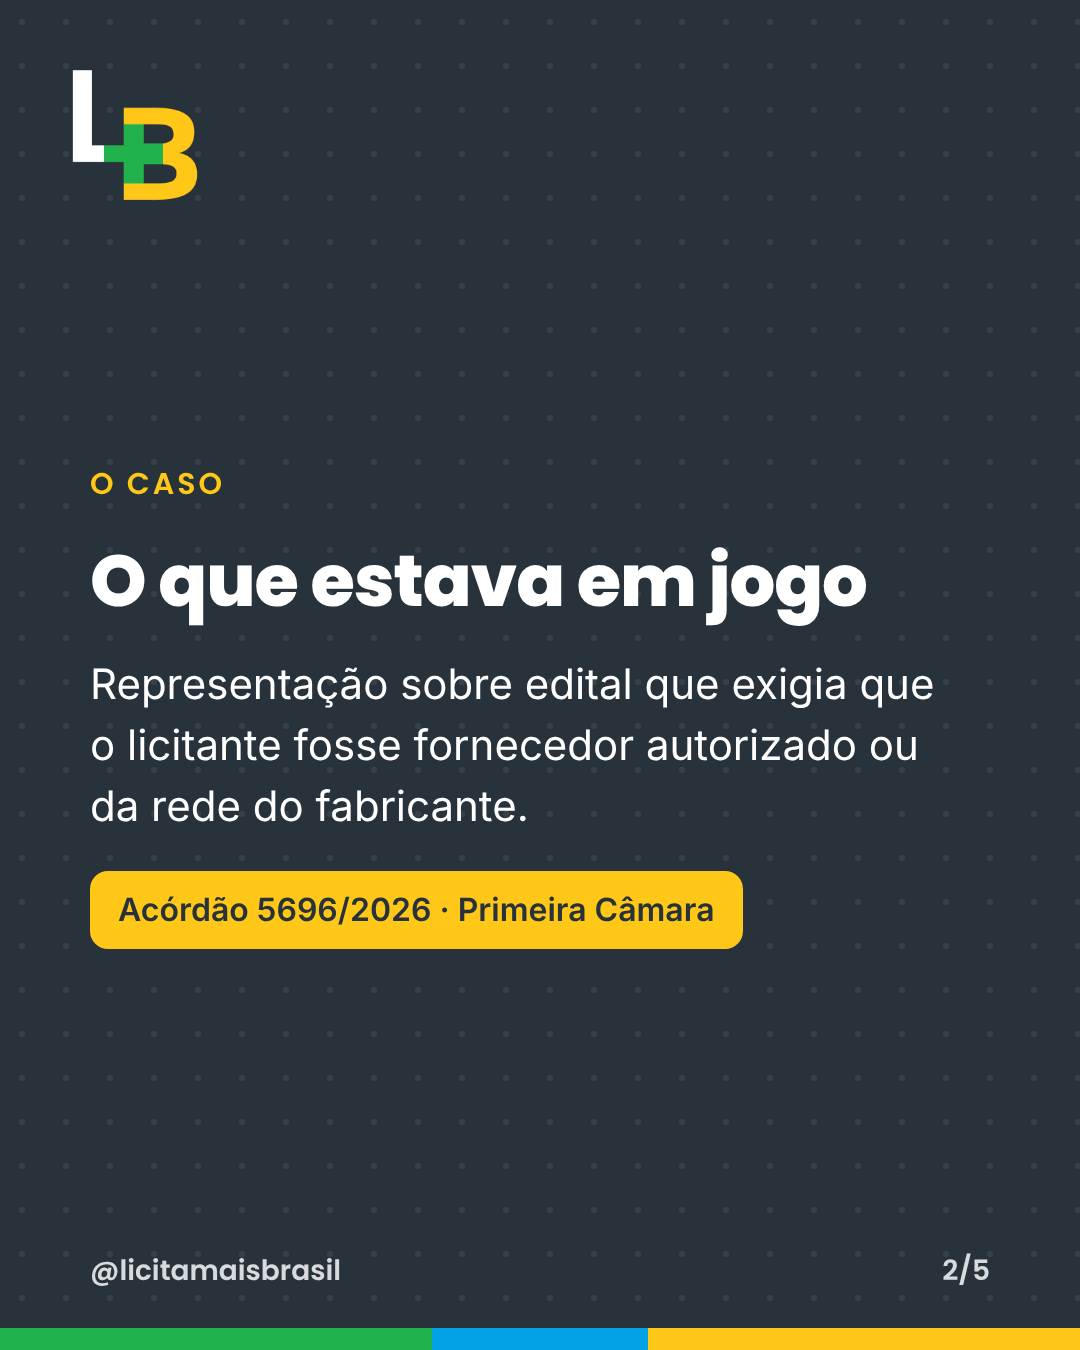 L+B
O CASO
O que estava em jogo
Representação sobre edital que exigia que
o licitante fosse fornecedor autorizado ou
da rede do fabricante.
Acórdão 5696/2026 · Primeira Câmara
@licitamaisbrasil
2/5